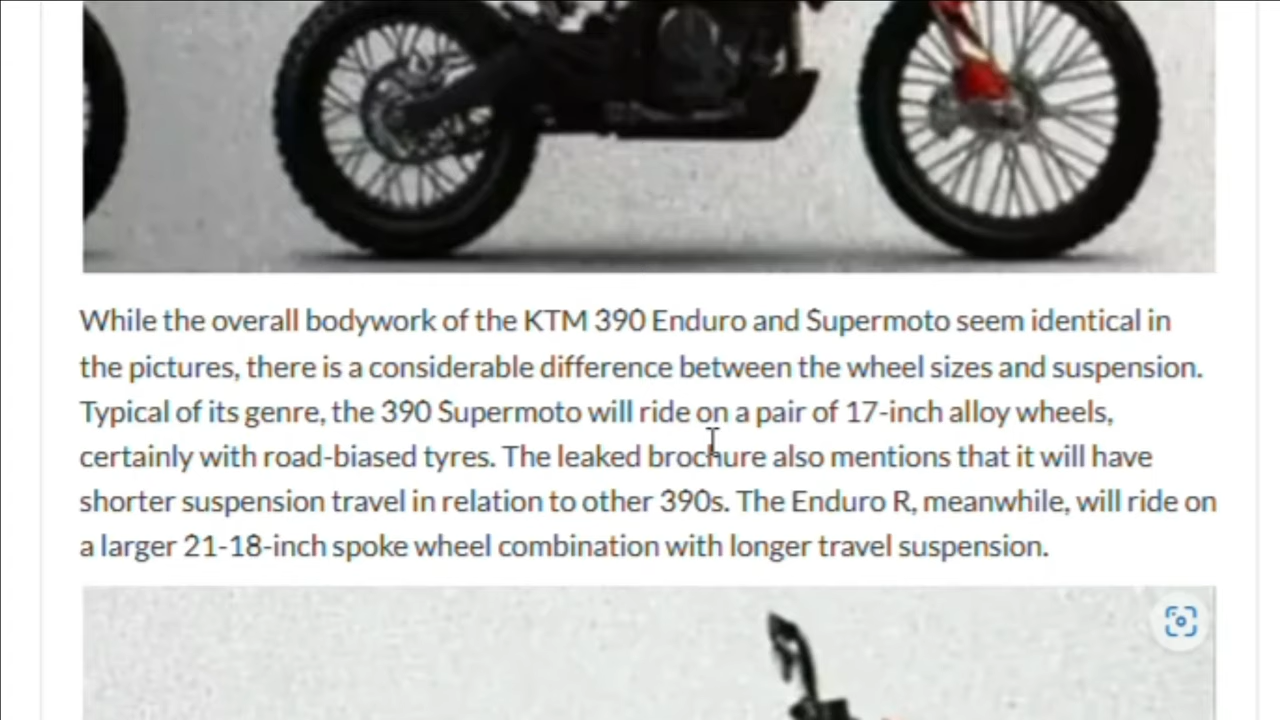 While the overall bodywork of the KTM 390 Enduro and Supermoto seem identical in
the pictures, there is a considerable difference between the wheel sizes and suspension.
Typical of its genre, the 390 Supermoto will ride on a pair of 17-inch alloy wheels,
certainly with road-biased tyres. The leaked brochure also mentions that it will have
shorter suspension travel in relation to other 390s. The Enduro R, meanwhile, will ride on
a larger 21-18-inch spoke wheel combination with longer travel suspension.